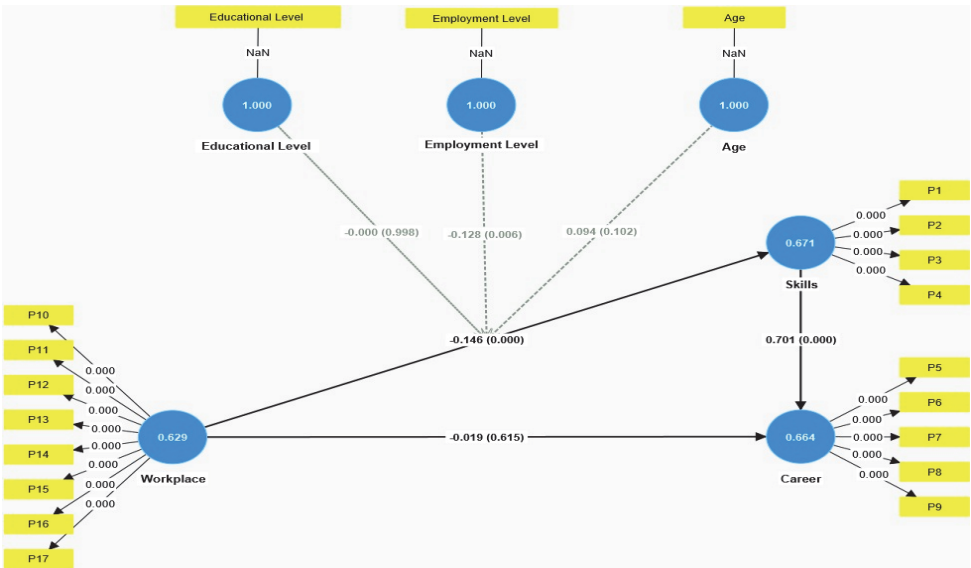 Educational Level
Employment Level
Age
NaN
NaN
NaN
1.000
1.000
1.000
Educational Level
Employment Level
Age
-0.000 (0.998)
-0.128 (0.006)
0.094 (0.102)
P1
P2
P3
P4
0.000
0.000
0.000
0.000
0.671
Skills
-0.146 (0.000)
0.701 (0.000)
P10
P11
P12
P13
P14
P15
P16
P17
0.000
0.000
0.000
0.000
0.000
0.000
0.000
0.000
0.629
Workplace
-0.019 (0.615)
0.664
Career
0.000
0.000
0.000
0.000
0.000
P5
P6
P7
P8
P9